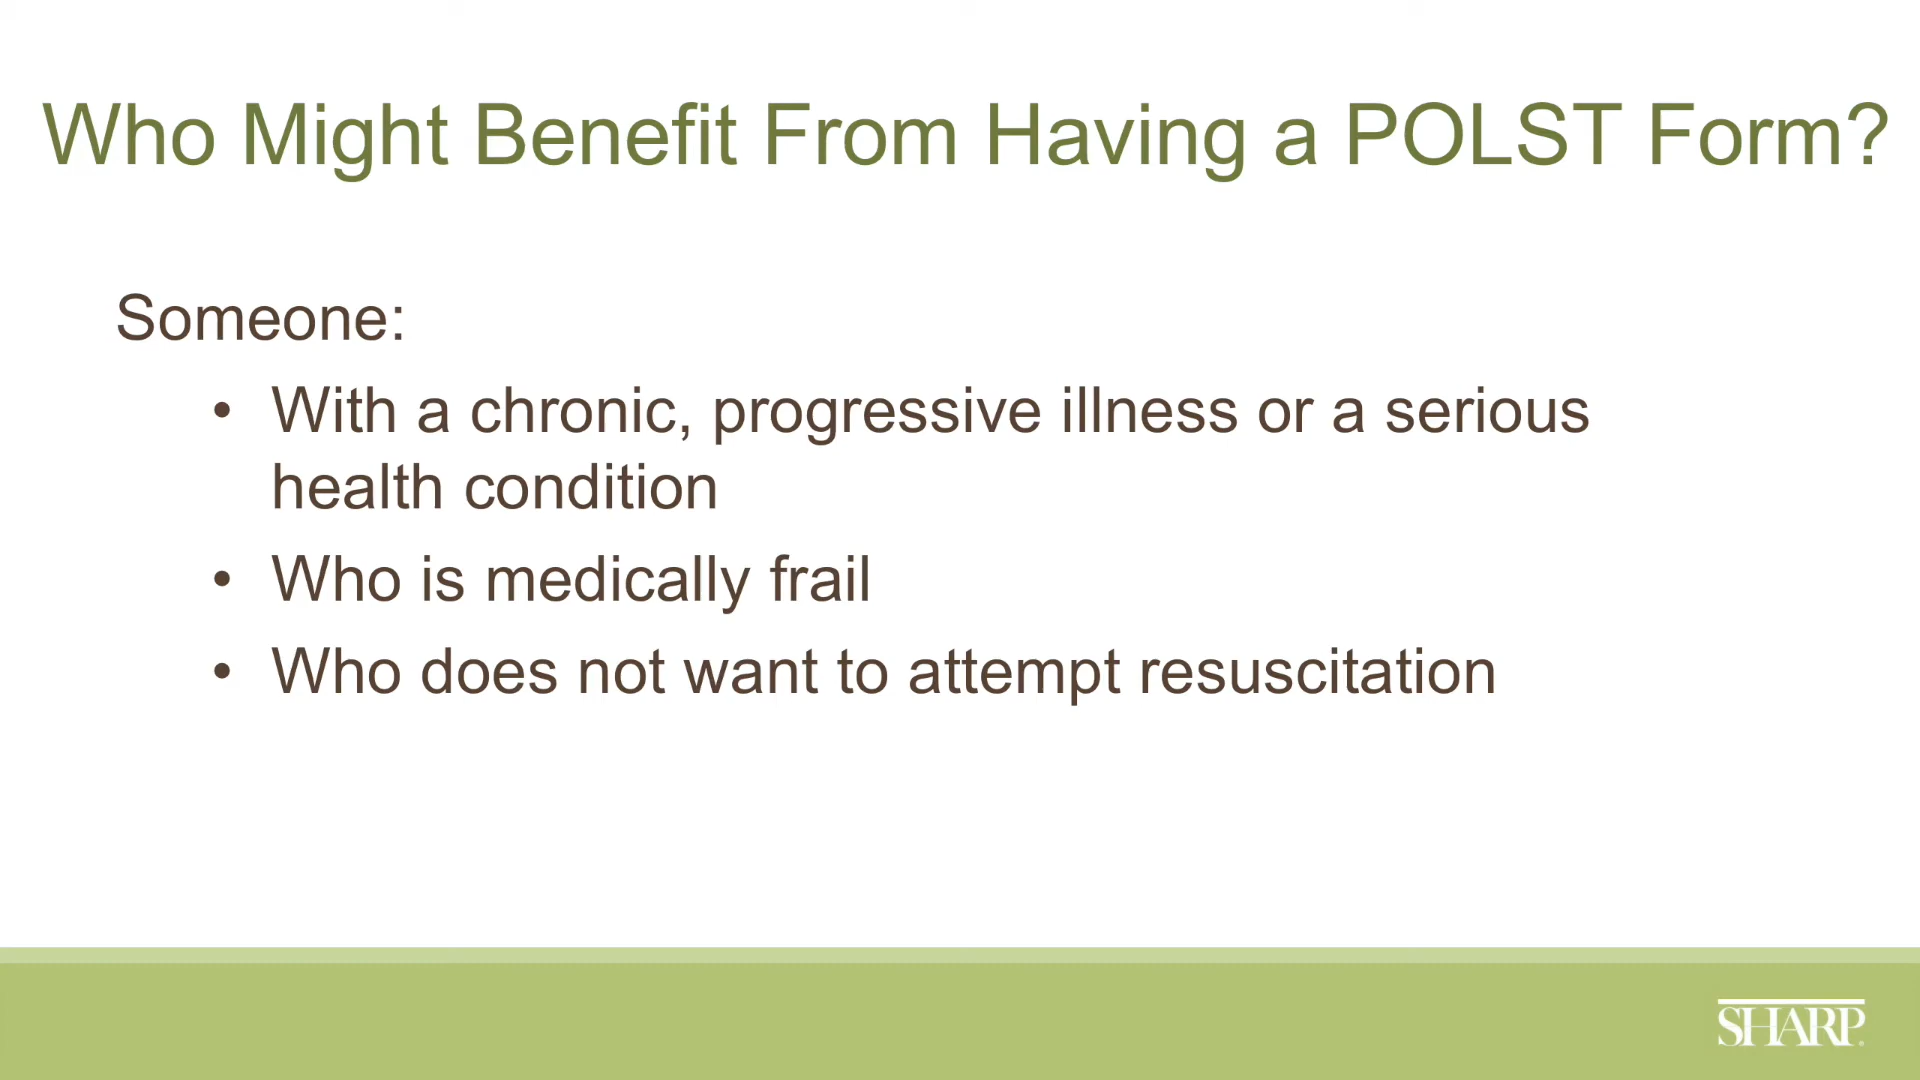 Who Might Benefit From Having a POLST Form?
Someone:
• With a chronic, progressive illness or a serious
health condition
• Who is medically frail
• Who does not want to attempt resuscitation
SHARP®